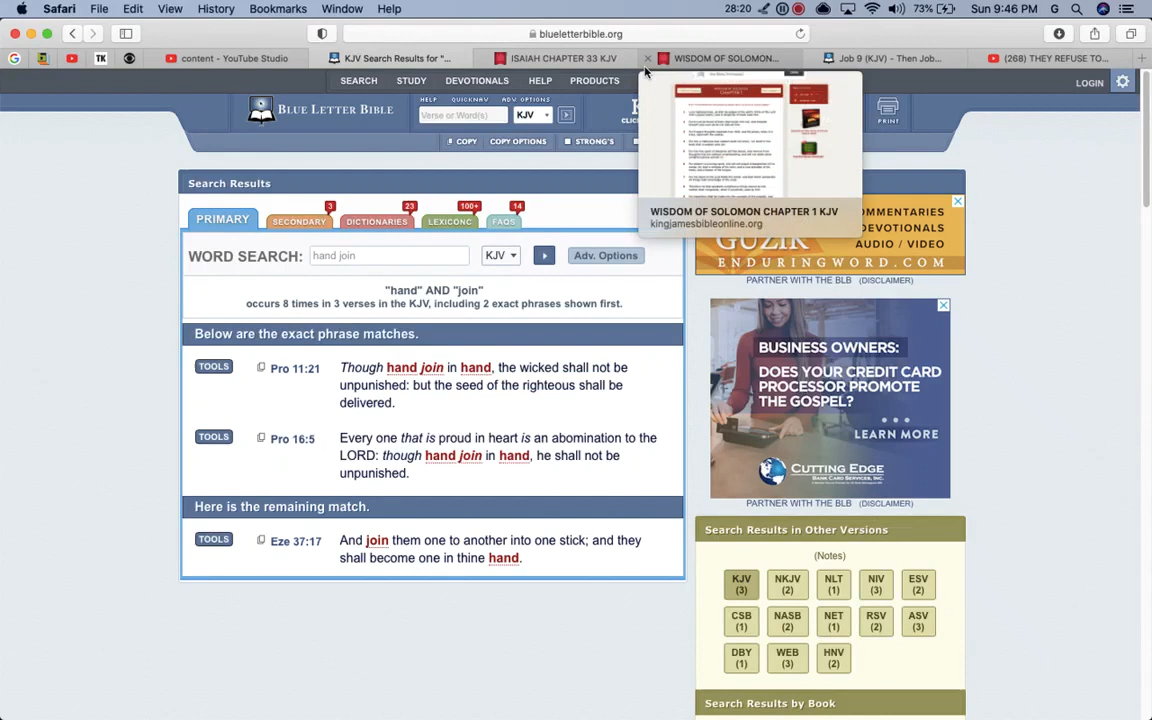 Safari File Edit View History Bookmarks Window Help 28:20 73% Sun 9:46 PM G
blueletterbible.org
content - YouTube Studio KJV Search Results for "... ISAIAH CHAPTER 33 KJV WISDOM OF SOLOMON... Job 9 (KJV) - Then Job... (268) THEY REFUSE TO...
SEARCH STUDY DEVOTIONALS HELP PRODUCTS LOGIN
BLUE LETTER BIBLE
HELP QUICKNAV ADV. OPTIONS
Verse or Word(s) KJV
PRINT
COPY COPY OPTIONS STRONG'S
WISDOM OF SOLOMON CHAPTER 1 KJV
kingjamesbibleonline.org
Search Results
PRIMARY SECONDARY 3 DICTIONARIES 23 LEXICONC 100+ FAQS 14
WORD SEARCH: hand join KJV Adv. Options
"hand" AND "join"
occurs 8 times in 3 verses in the KJV, including 2 exact phrases shown first.
Below are the exact phrase matches.
TOOLS Pro 11:21 Though hand join in hand, the wicked shall not be
unpunished: but the seed of the righteous shall be
delivered.
TOOLS Pro 16:5 Every one that is proud in heart is an abomination to the
LORD: though hand join in hand, he shall not be
unpunished.
Here is the remaining match.
TOOLS Eze 37:17 And join them one to another into one stick; and they
shall become one in thine hand.
OMMENTARIES
EVOTIONALS
AUDIO / VIDEO
GUZIK
ENDURINGWORD.COM
PARTNER WITH THE BLB (DISCLAIMER)
BUSINESS OWNERS:
DOES YOUR CREDIT CARD
PROCESSOR PROMOTE
THE GOSPEL?
LEARN MORE
CUTTING EDGE
BANK CARD SERVICES, INC.
PARTNER WITH THE BLB (DISCLAIMER)
Search Results in Other Versions
(Notes)
KJV (3) NKJV (2) NLT (1) NIV (3) ESV (2)
CSB (1) NASB (2) NET (1) RSV (2) ASV (3)
DBY (1) WEB (3) HNV (2)
Search Results by Book